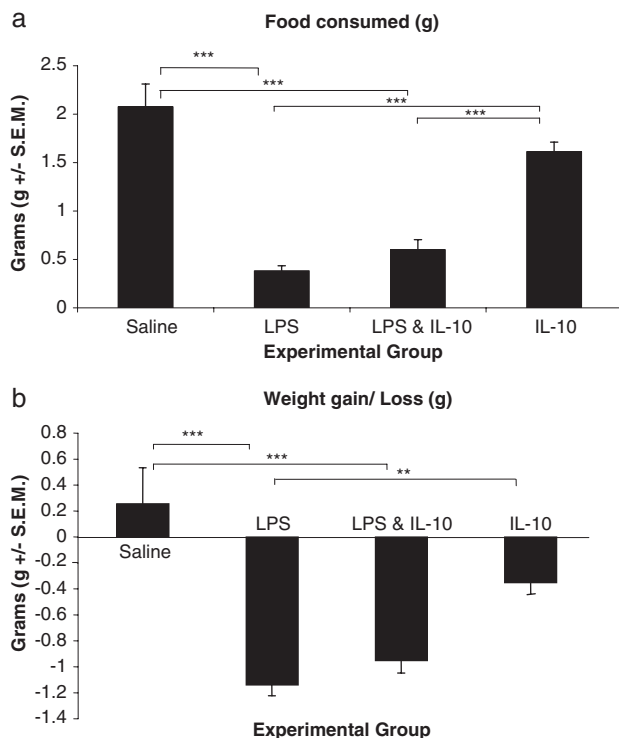 a
Food consumed (g)
2.5
2
1.5
1
0.5
0
Grams (g +/- S.E.M.)
***
***
***
***
Saline LPS LPS & IL-10 IL-10
Experimental Group
b
Weight gain/ Loss (g)
0.8
0.6
0.4
0.2
0
-0.2
-0.4
-0.6
-0.8
-1
-1.2
-1.4
Grams (g +/- S.E.M.)
***
***
**
LPS LPS & IL-10 IL-10
Saline
Experimental Group